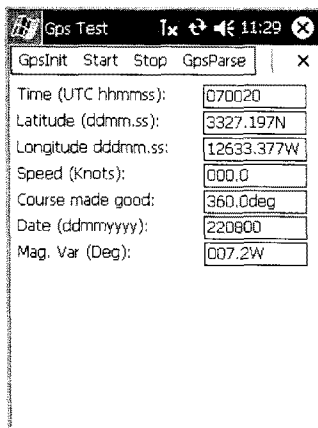 Gps Test 11:29
GpsInit Start Stop GpsParse
Time (UTC hhmmss): 070020
Latitude (ddmm.ss): 3327.197N
Longitude dddmm.ss: 12633.377W
Speed (Knots): 000.0
Course made good: 360.0deg
Date (ddmmyyyy): 220800
Mag. Var (Deg): 007.2W